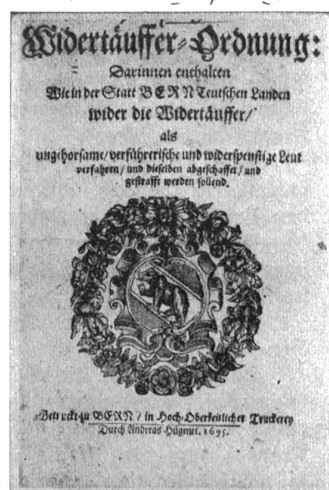 Widertäuffer-Ordnung:
Darinnen enthalten
Wie in der Statt BERN Teutschen Landen
wider die Widertäuffer/
als
ungehorsame/verführerische und widerspenstige Leut
verfahren/ und dieselben abgeschaffet/ und
gestrafft werden sollend.
Getruckt zu BERN/ in Hoch-Oberkeitlicher Truckerey
Durch Andreas Hügenet. 1695.